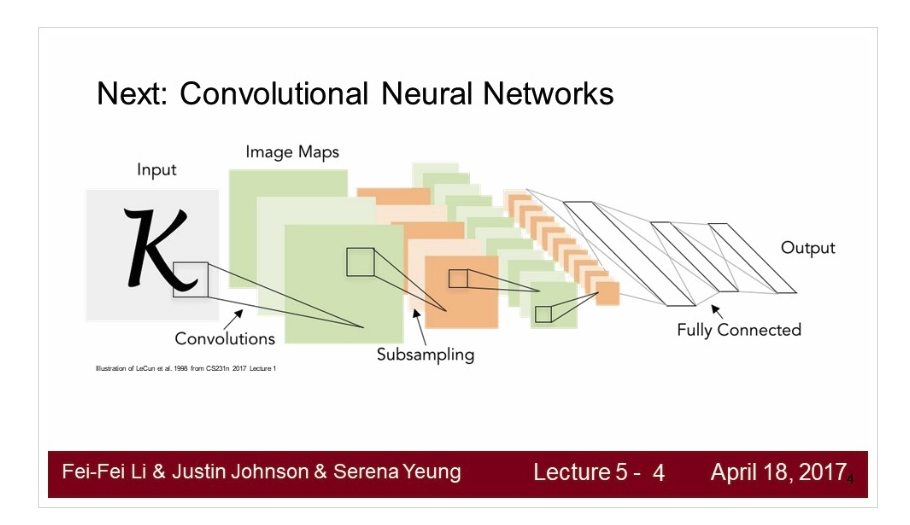 Next: Convolutional Neural Networks
Input
Image Maps
K
Output
Convolutions
Subsampling
Fully Connected
Illustration of LeCun et al. 1998 from CS231n 2017 Lecture 1
Fei-Fei Li & Justin Johnson & Serena Yeung
Lecture 5 - 4
April 18, 2017
4